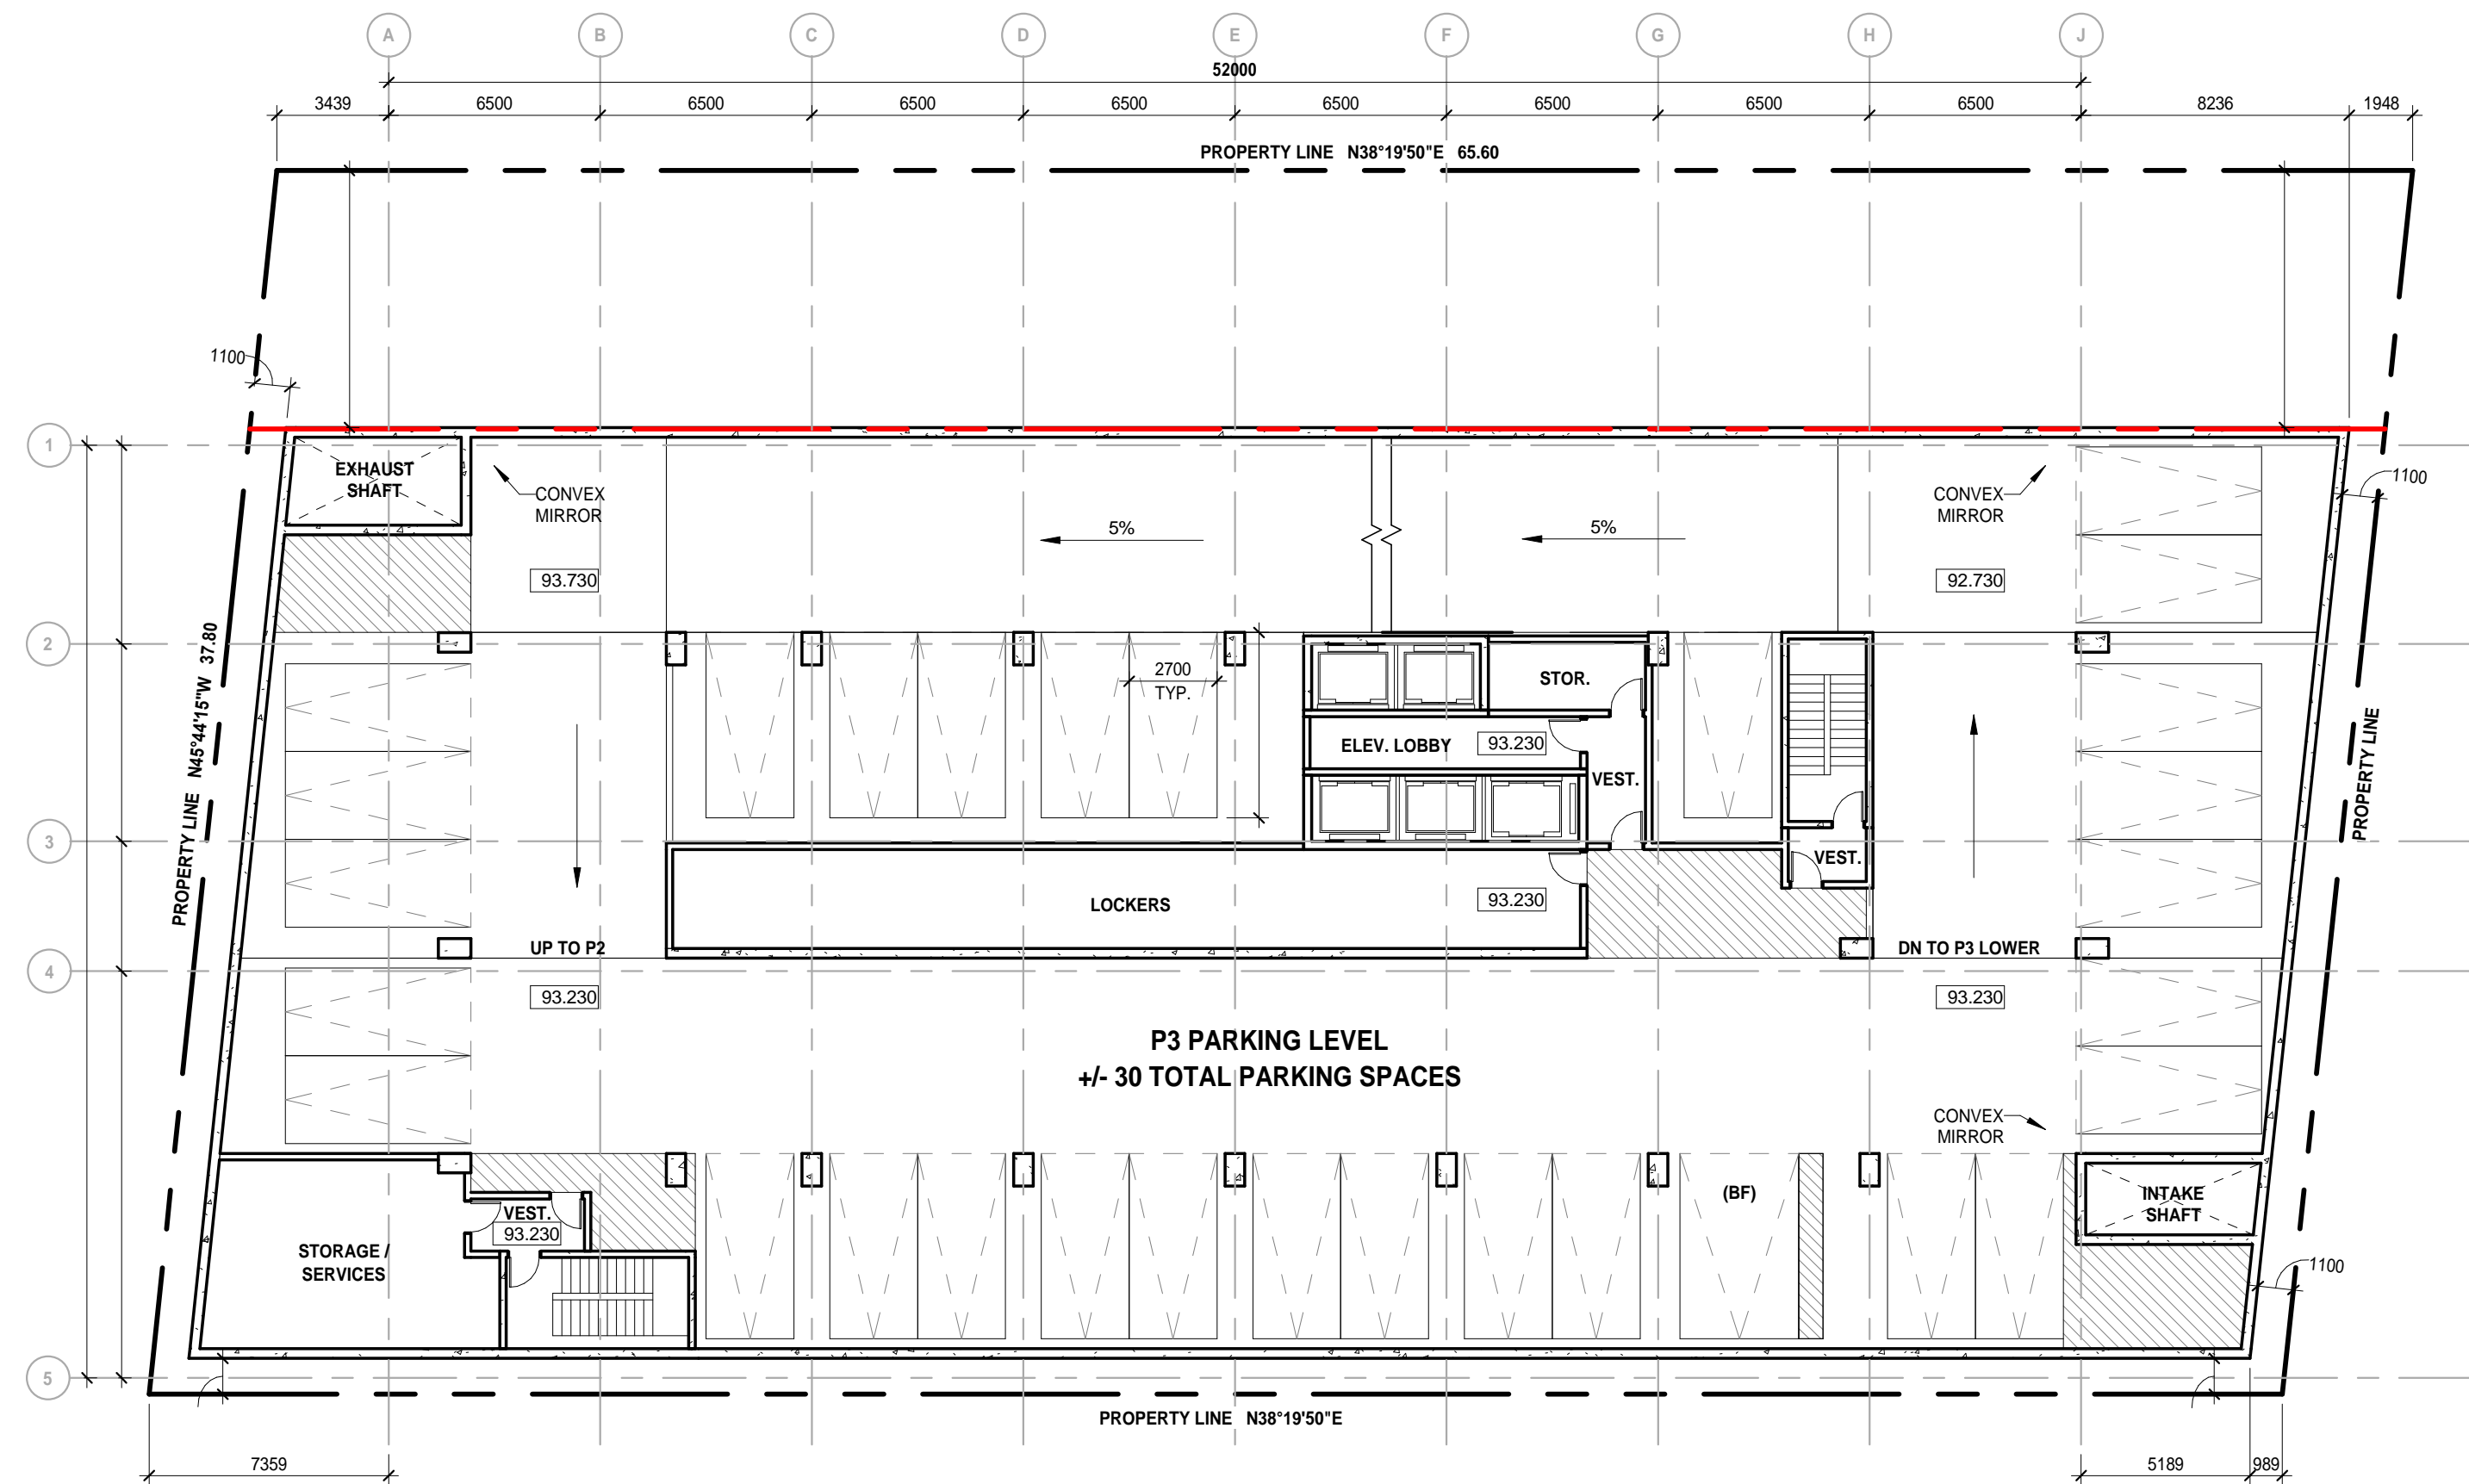 A B C D E F G H J
52000
3439 6500 6500 6500 6500 6500 6500 6500 6500 8236 1948
PROPERTY LINE N38°19'50"E 65.60
1100
1
EXHAUST
SHAFT
CONVEX
MIRROR
5%
5%
CONVEX
MIRROR
1100
93.730
92.730
PROPERTY LINE N45°44'15"W 37.80
2
2700
TYP.
STOR.
ELEV. LOBBY
93.230
VEST.
PROPERTY LINE
3
VEST.
LOCKERS
93.230
UP TO P2
DN TO P3 LOWER
4
93.230
93.230
P3 PARKING LEVEL
+/- 30 TOTAL PARKING SPACES
CONVEX
MIRROR
(BF)
INTAKE
SHAFT
VEST.
93.230
STORAGE /
SERVICES
1100
5
PROPERTY LINE N38°19'50"E
7359
5189 989